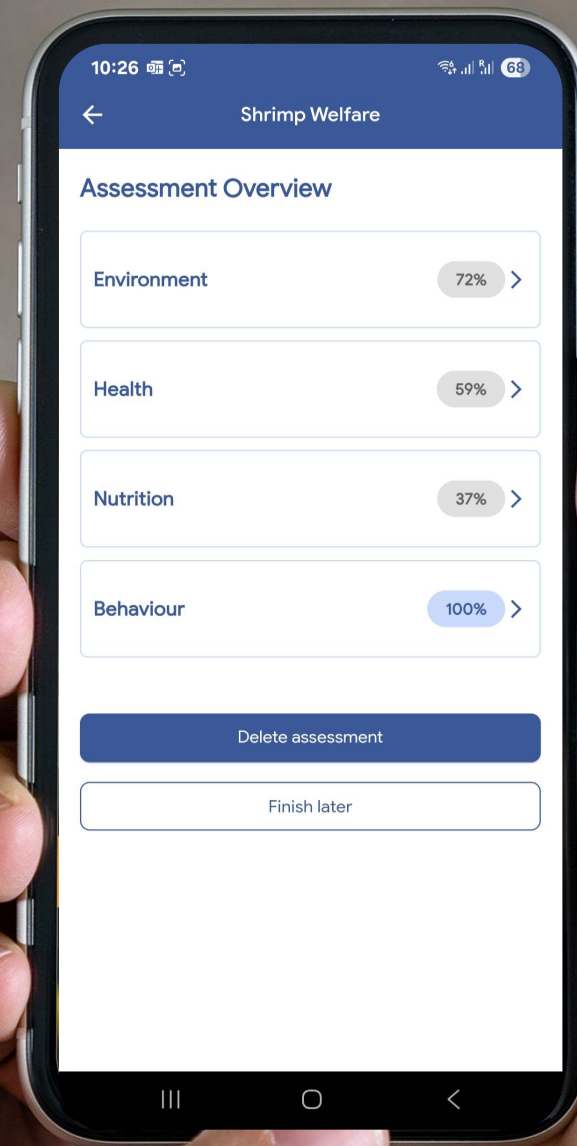 10:26
68
Shrimp Welfare
Assessment Overview
Environment 72%
Health 59%
Nutrition 37%
Behaviour 100%
Delete assessment
Finish later